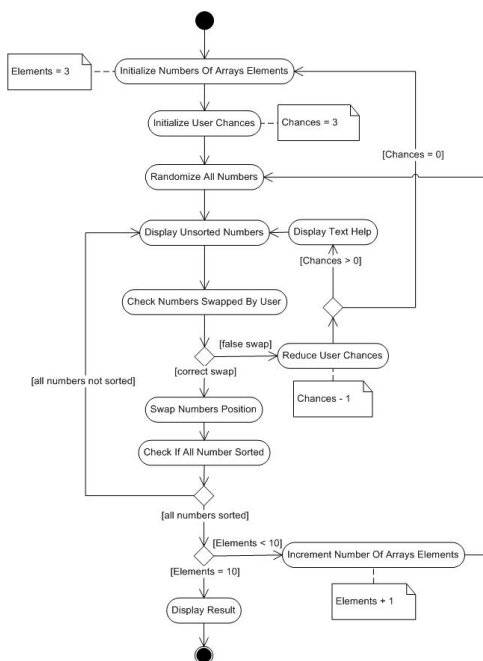 Elements = 3
Initialize Numbers Of Arrays Elements
Initialize User Chances
Chances = 3
[Chances = 0]
Randomize All Numbers
Display Unsorted Numbers
Display Text Help
[Chances > 0]
Check Numbers Swapped By User
[false swap]
Reduce User Chances
[correct swap]
[all numbers not sorted]
Chances - 1
Swap Numbers Position
Check If All Number Sorted
[all numbers sorted]
[Elements < 10]
Increment Number Of Arrays Elements
[Elements = 10]
Elements + 1
Display Result